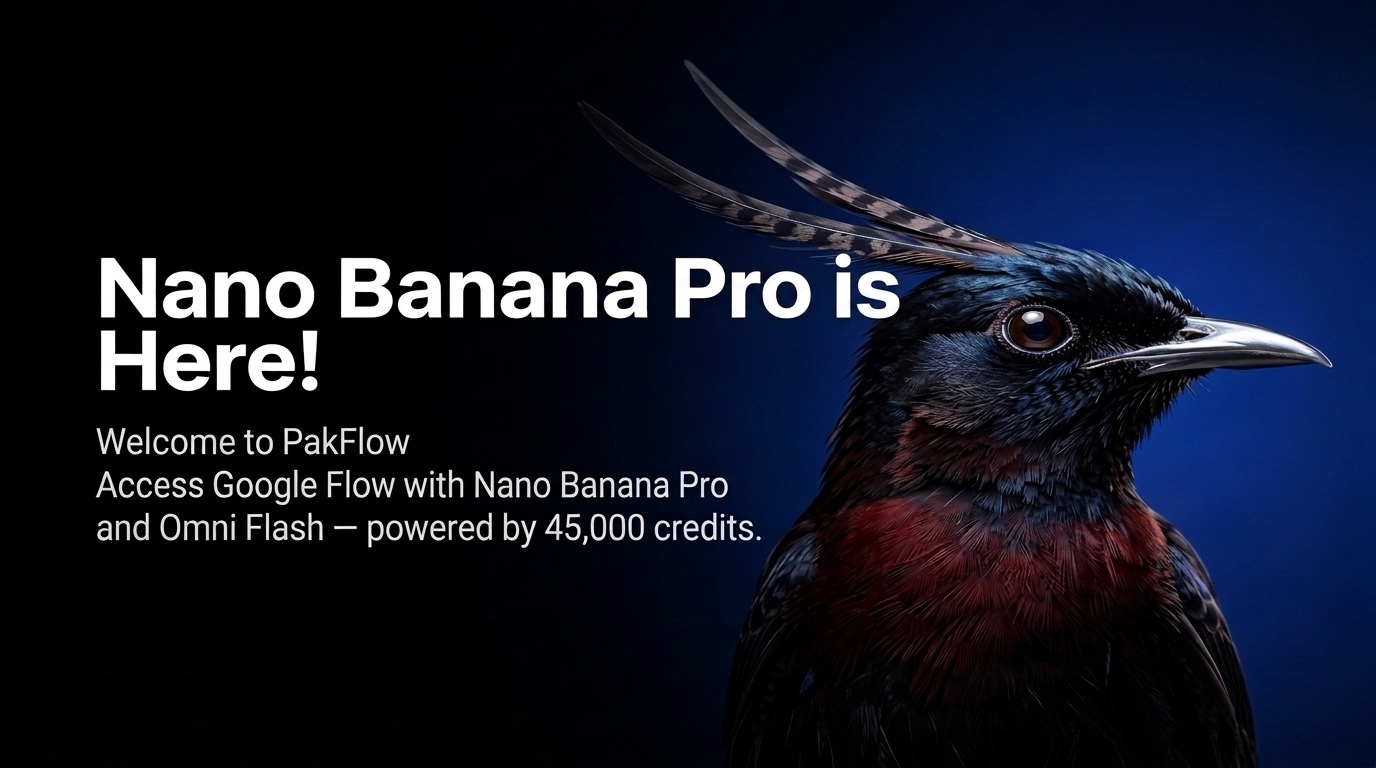 Nano Banana Pro is
Here!
Welcome to PakFlow
Access Google Flow with Nano Banana Pro
and Omni Flash — powered by 45,000 credits.